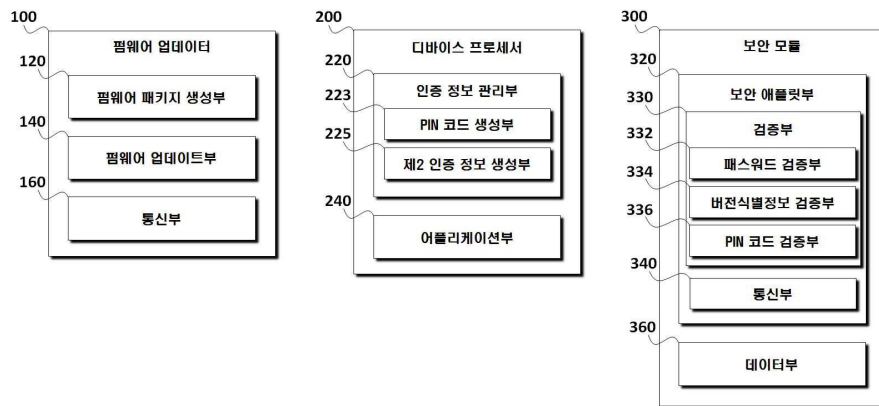 100
펌웨어 업데이터
120
펌웨어 패키지 생성부
140
펌웨어 업데이트부
160
통신부
200
디바이스 프로세서
220
인증 정보 관리부
223
PIN 코드 생성부
225
제2 인증 정보 생성부
240
어플리케이션부
300
보안 모듈
320
보안 애플릿부
330
검증부
332
패스워드 검증부
334
버전식별정보 검증부
336
PIN 코드 검증부
340
통신부
360
데이터부